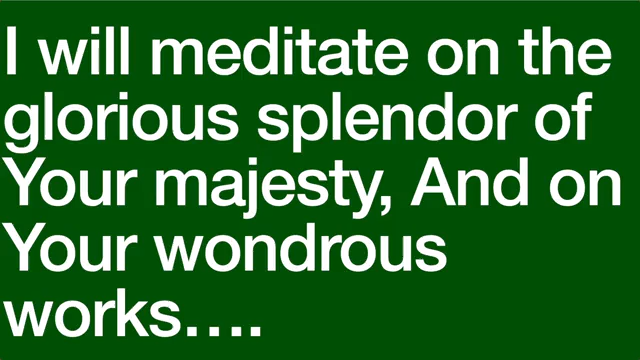 I will meditate on the
glorious splendor of
Your majesty, And on
Your wondrous
works....